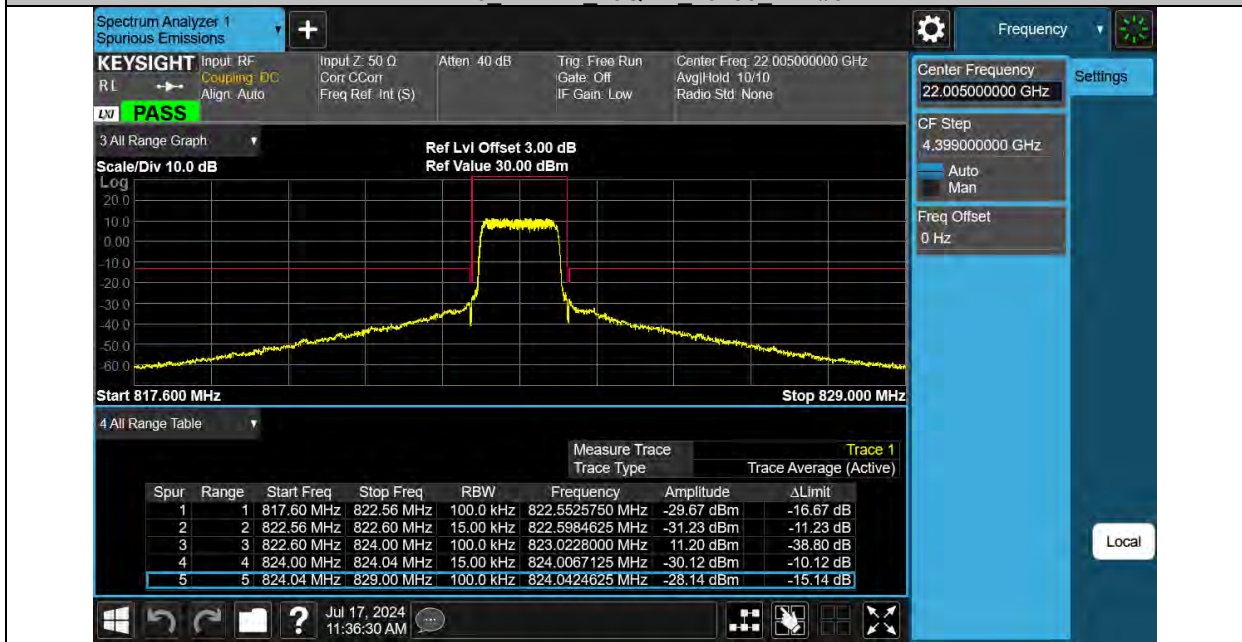 Spectrum Analyzer 1
Spurious Emissions
+
Frequency
KEYSIGHT
RL
LXI PASS
Input: RF
Coupling: DC
Align: Auto
Input Z: 50 Ω
Corr CCorr
Freq Ref: Int (S)
Atten: 40 dB
Trig: Free Run
Gate: Off
IF Gain: Low
Center Freq: 22.005000000 GHz
Avg|Hold: 10/10
Radio Std: None
Center Frequency
22.005000000 GHz
Settings
CF Step
4.399000000 GHz
Auto
Man
Freq Offset
0 Hz
3 All Range Graph
Ref Lvl Offset 3.00 dB
Scale/Div 10.0 dB
Ref Value 30.00 dBm
Log
20.0
10.0
0.00
-10.0
-20.0
-30.0
-40.0
-50.0
-60.0
Start 817.600 MHz
Stop 829.000 MHz
4 All Range Table
Measure Trace Trace 1
Trace Type Trace Average (Active)
Spur Range Start Freq Stop Freq RBW Frequency Amplitude ΔLimit
1 1 817.60 MHz 822.56 MHz 100.0 kHz 822.5525750 MHz -29.67 dBm -16.67 dB
2 2 822.56 MHz 822.60 MHz 15.00 kHz 822.5984625 MHz -31.23 dBm -11.23 dB
3 3 822.60 MHz 824.00 MHz 100.0 kHz 823.0228000 MHz 11.20 dBm -38.80 dB
4 4 824.00 MHz 824.04 MHz 15.00 kHz 824.0067125 MHz -30.12 dBm -10.12 dB
5 5 824.04 MHz 829.00 MHz 100.0 kHz 824.0424625 MHz -28.14 dBm -15.14 dB
Local
?
Jul 17, 2024
11:36:30 AM